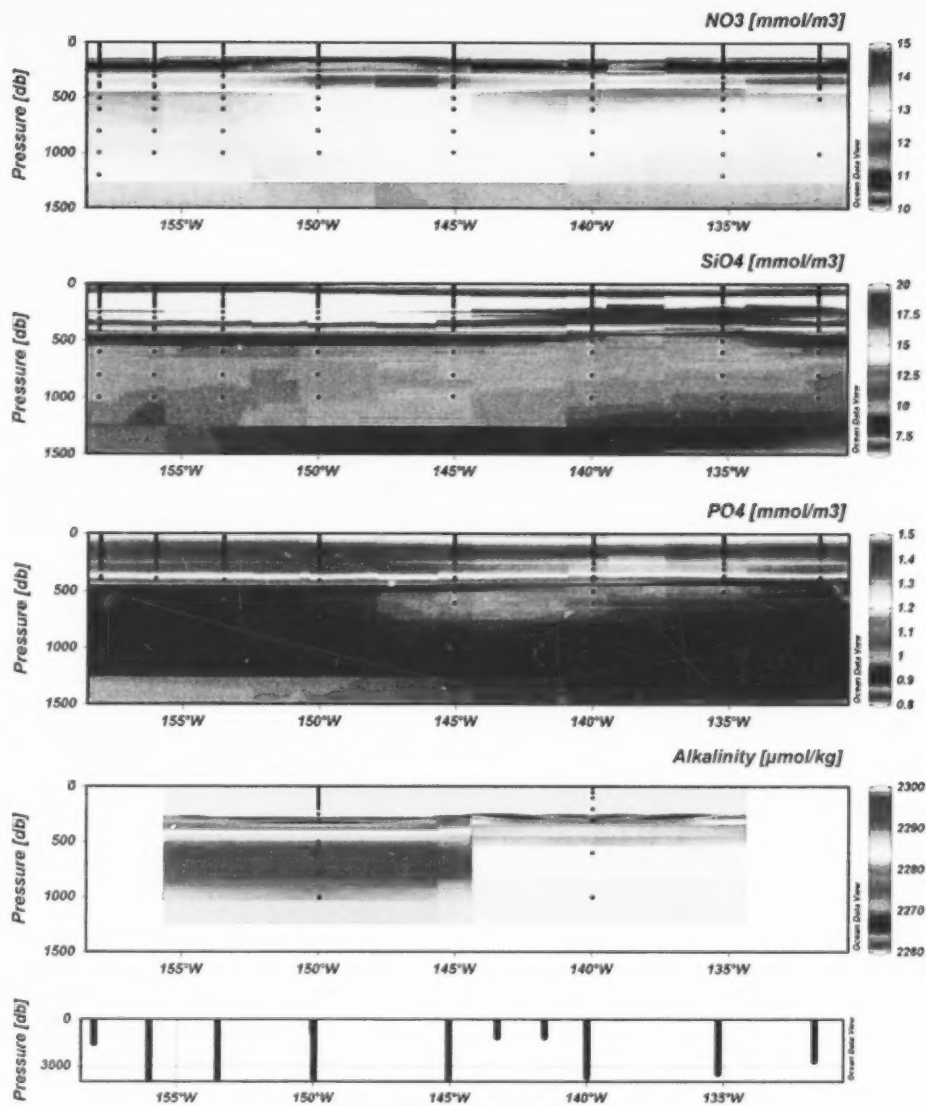 NO3 [mmol/m3]
Pressure [db]
0
500
1000
1500
155°W 150°W 145°W 140°W 135°W
15
14
13
12
11
10
Ocean Data View
SiO4 [mmol/m3]
Pressure [db]
0
500
1000
1500
155°W 150°W 145°W 140°W 135°W
20
17.5
15
12.5
10
7.5
Ocean Data View
PO4 [mmol/m3]
Pressure [db]
0
500
1000
1500
155°W 150°W 145°W 140°W 135°W
1.5
1.4
1.3
1.2
1.1
1
0.9
0.8
Ocean Data View
Alkalinity [µmol/kg]
Pressure [db]
0
500
1000
1500
155°W 150°W 145°W 140°W 135°W
2300
2290
2280
2270
2260
Ocean Data View
Pressure [db]
0
3000
155°W 150°W 145°W 140°W 135°W
Ocean Data View